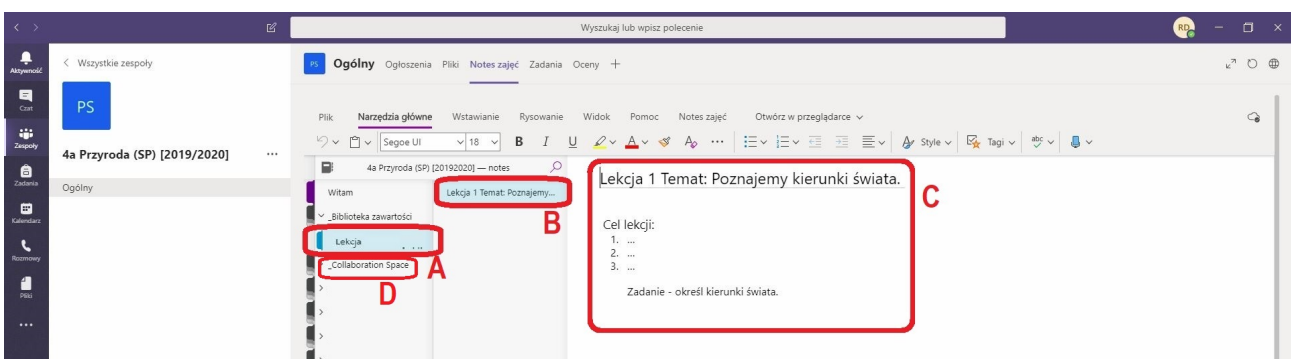 Wyszukaj lub wpisz polecenie
RD
Aktywność
Czat
Zespoły
Zadania
Kalendarz
Rozmowy
Pliki
Wszystkie zespoły
PS
4a Przyroda (SP) [2019/2020]
Ogólny
PS Ogólny Ogłoszenia Pliki Notes zajęć Zadania Oceny
Plik Narzędzia główne Wstawianie Rysowanie Widok Pomoc Notes zajęć Otwórz w przeglądarce
Segoe UI 18 B I U A A Style Tagi abc
4a Przyroda (SP) [20192020] — notes
Witam
_Biblioteka zawartości
Lekcja
_Collaboration Space
A
D
Lekcja 1 Temat: Poznajemy...
B
Lekcja 1 Temat: Poznajemy kierunki świata.
C
Cel lekcji:
1. ...
2. ...
3. ...
Zadanie - określ kierunki świata.